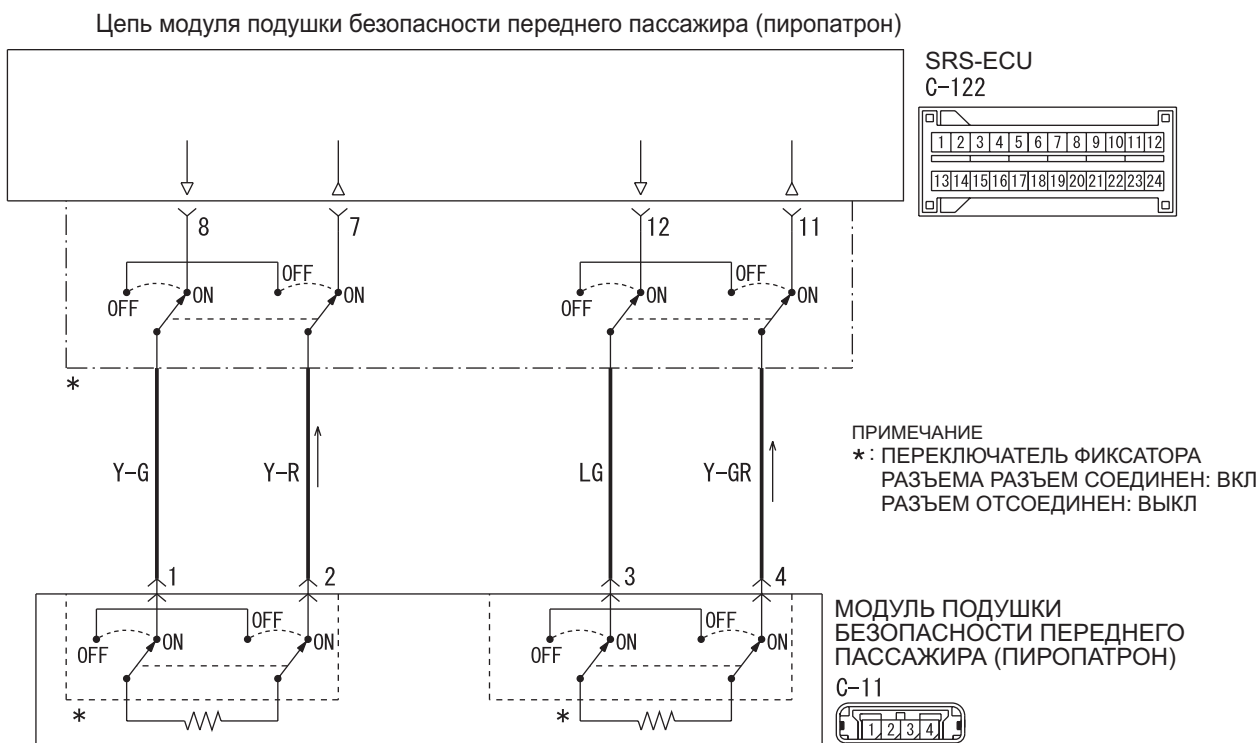 Цепь модуля подушки безопасности переднего пассажира (пиропатрон)
SRS-ECU
C-122
1 2 3 4 5 6 7 8 9 10 11 12
13 14 15 16 17 18 19 20 21 22 23 24
8 7 12 11
OFF ON OFF ON OFF ON OFF ON
*
Y-G Y-R LG Y-GR
ПРИМЕЧАНИЕ
*: ПЕРЕКЛЮЧАТЕЛЬ ФИКСАТОРА
РАЗЪЕМА РАЗЪЕМ СОЕДИНЕН: ВКЛ
РАЗЪЕМ ОТСОЕДИНЕН: ВЫКЛ
1 2 3 4
OFF ON OFF ON OFF ON OFF ON
* *
МОДУЛЬ ПОДУШКИ
БЕЗОПАСНОСТИ ПЕРЕДНЕГО
ПАССАЖИРА (ПИРОПАТРОН)
C-11
1 2 3 4